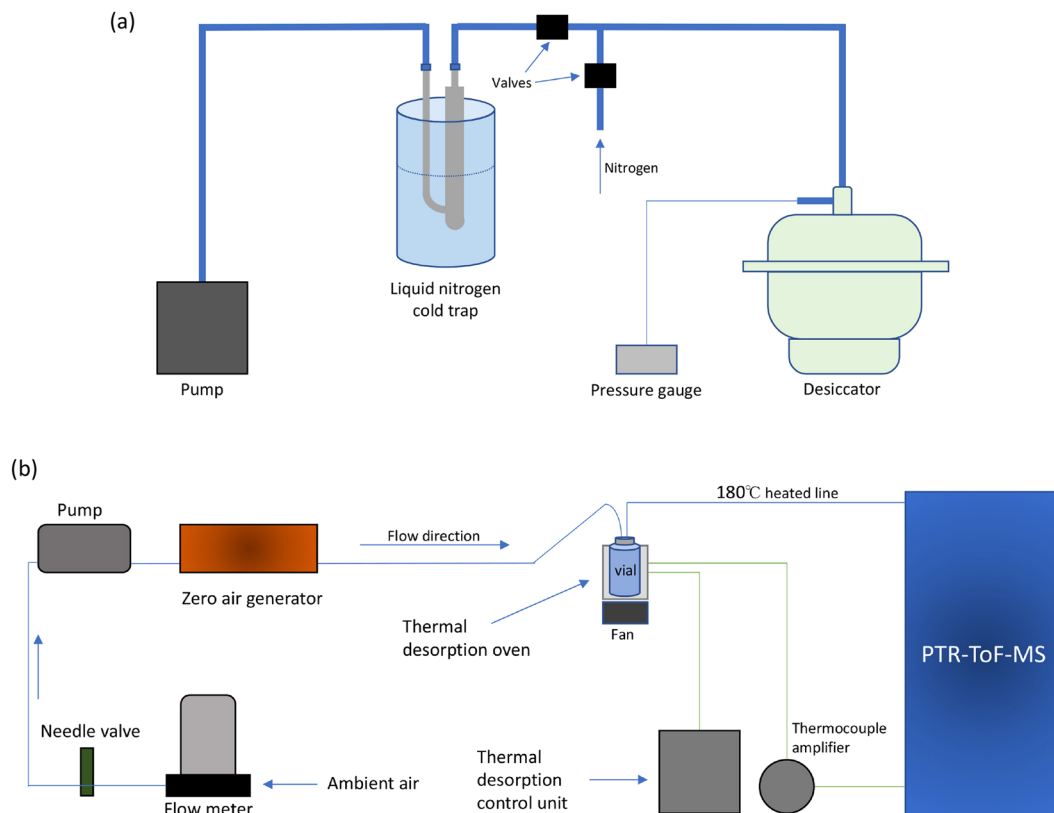 (a)
Valves
Nitrogen
Liquid nitrogen
cold trap
Pump
Pressure gauge
Desiccator
(b)
Pump
Zero air generator
Flow direction
180℃ heated line
vial
Fan
Thermal
desorption oven
PTR-ToF-MS
Needle valve
Flow meter
Ambient air
Thermal
desorption
control unit
Thermocouple
amplifier